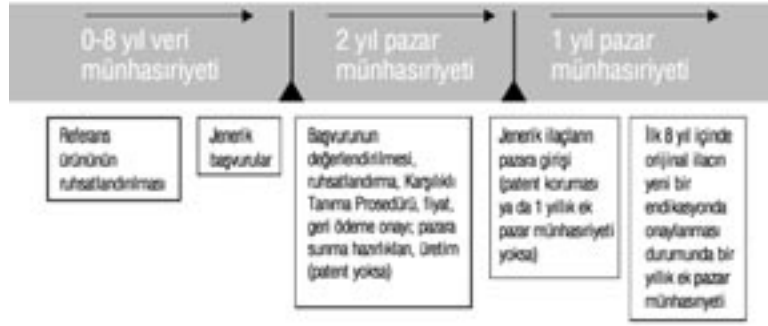 0-8 yıl veri
münhasıriyeti
2 yıl pazar
münhasıriyeti
1 yıl pazar
münhasıriyeti
Referans
ürününün
ruhsatlandırılması
Jenerik
başvurular
Başvurunun
değerlendirilmesi,
ruhsatlandırma, Karşılıklı
Tanıma Prosedürü, fiyat,
geri ödeme onayı; pazara
sunma hazırlıkları, üretim
(patent yoksa)
Jenerik ilaçların
pazara girişi
(patent koruması
ya da 1 yıllık ek
pazar münhasıriyeti
yoksa)
İlk 8 yıl içinde
orijinal ilacın
yeni bir
endikasyonda
onaylanması
durumunda bir
yıllık ek pazar
münhasıriyeti